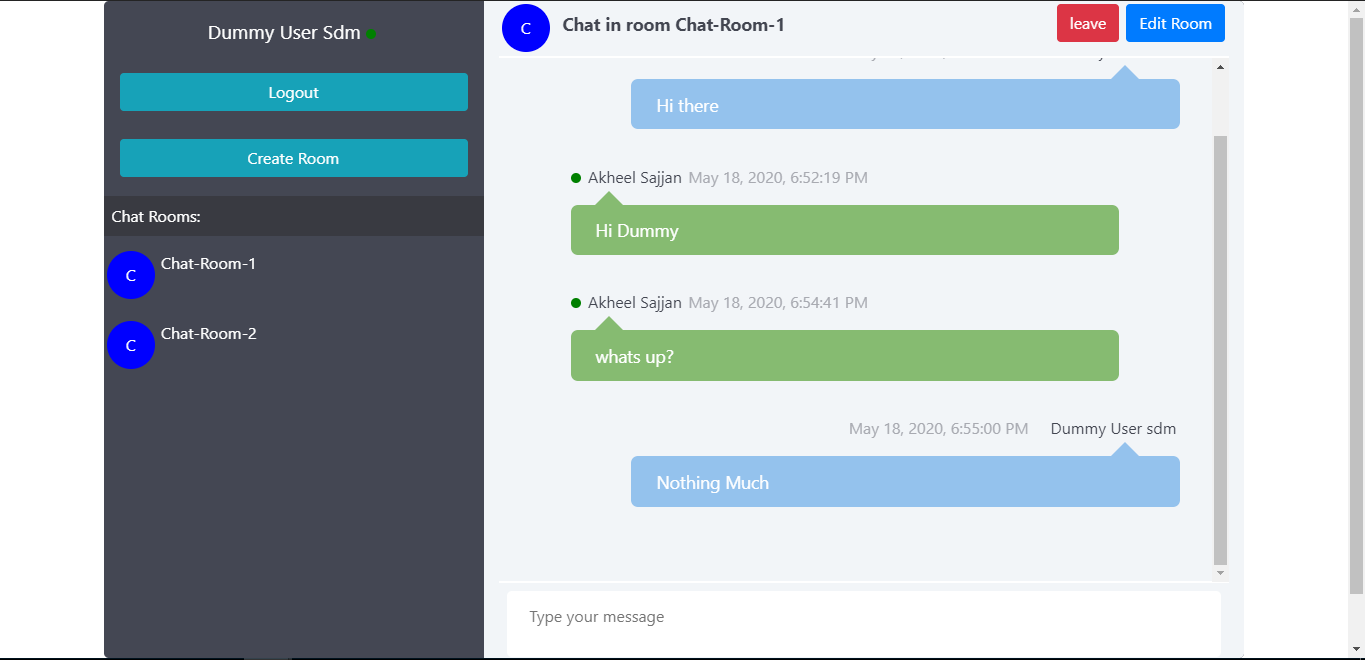 Dummy User Sdm
Logout
Create Room
Chat Rooms:
C
Chat-Room-1
C
Chat-Room-2
C
Chat in room Chat-Room-1
leave
Edit Room
Hi there
Akheel Sajjan May 18, 2020, 6:52:19 PM
Hi Dummy
Akheel Sajjan May 18, 2020, 6:54:41 PM
whats up?
May 18, 2020, 6:55:00 PM Dummy User sdm
Nothing Much
Type your message